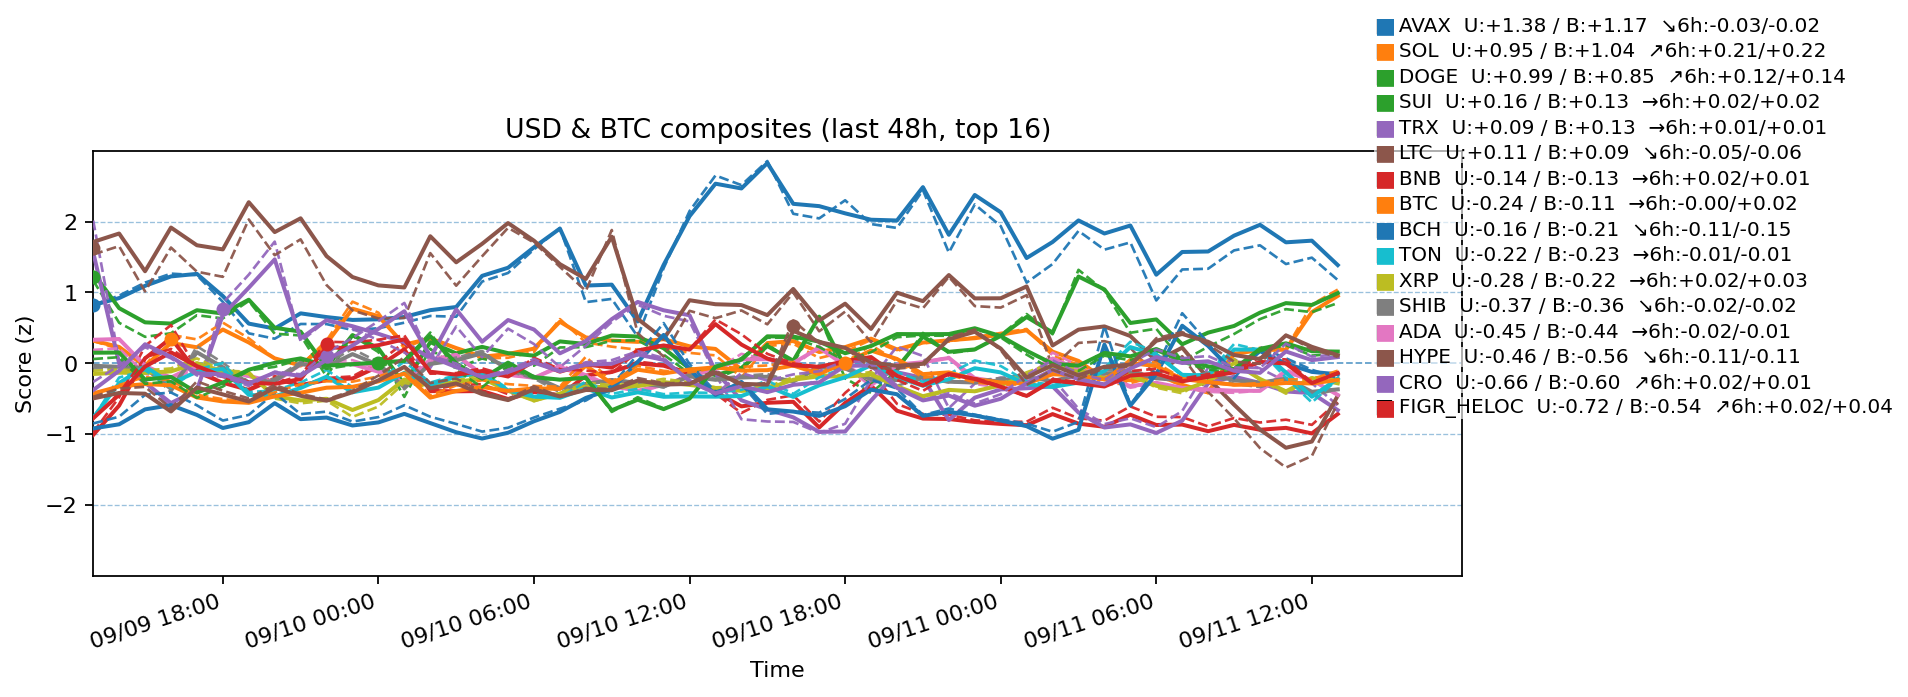 AVAX  U:+1.38 / B:+1.17  ↘6h:-0.03/-0.02
SOL  U:+0.95 / B:+1.04  ↗6h:+0.21/+0.22
DOGE  U:+0.99 / B:+0.85  ↗6h:+0.12/+0.14
SUI  U:+0.16 / B:+0.13  →6h:+0.02/+0.02
TRX  U:+0.09 / B:+0.13  →6h:+0.01/+0.01
LTC  U:+0.11 / B:+0.09  ↘6h:-0.05/-0.06
BNB  U:-0.14 / B:-0.13  →6h:+0.02/+0.01
BTC  U:-0.24 / B:-0.11  →6h:-0.00/+0.02
BCH  U:-0.16 / B:-0.21  ↘6h:-0.11/-0.15
TON  U:-0.22 / B:-0.23  →6h:-0.01/-0.01
XRP  U:-0.28 / B:-0.22  →6h:+0.02/+0.03
SHIB  U:-0.37 / B:-0.36  ↘6h:-0.02/-0.02
ADA  U:-0.45 / B:-0.44  →6h:-0.02/-0.01
HYPE  U:-0.46 / B:-0.56  ↘6h:-0.11/-0.11
CRO  U:-0.66 / B:-0.60  ↗6h:+0.02/+0.01
FIGR_HELOC  U:-0.72 / B:-0.54  ↗6h:+0.02/+0.04
USD & BTC composites (last 48h, top 16)
Score (z)
2
1
0
−1
−2
09/09 18:00
09/10 00:00
09/10 06:00
09/10 12:00
09/10 18:00
09/11 00:00
09/11 06:00
09/11 12:00
Time